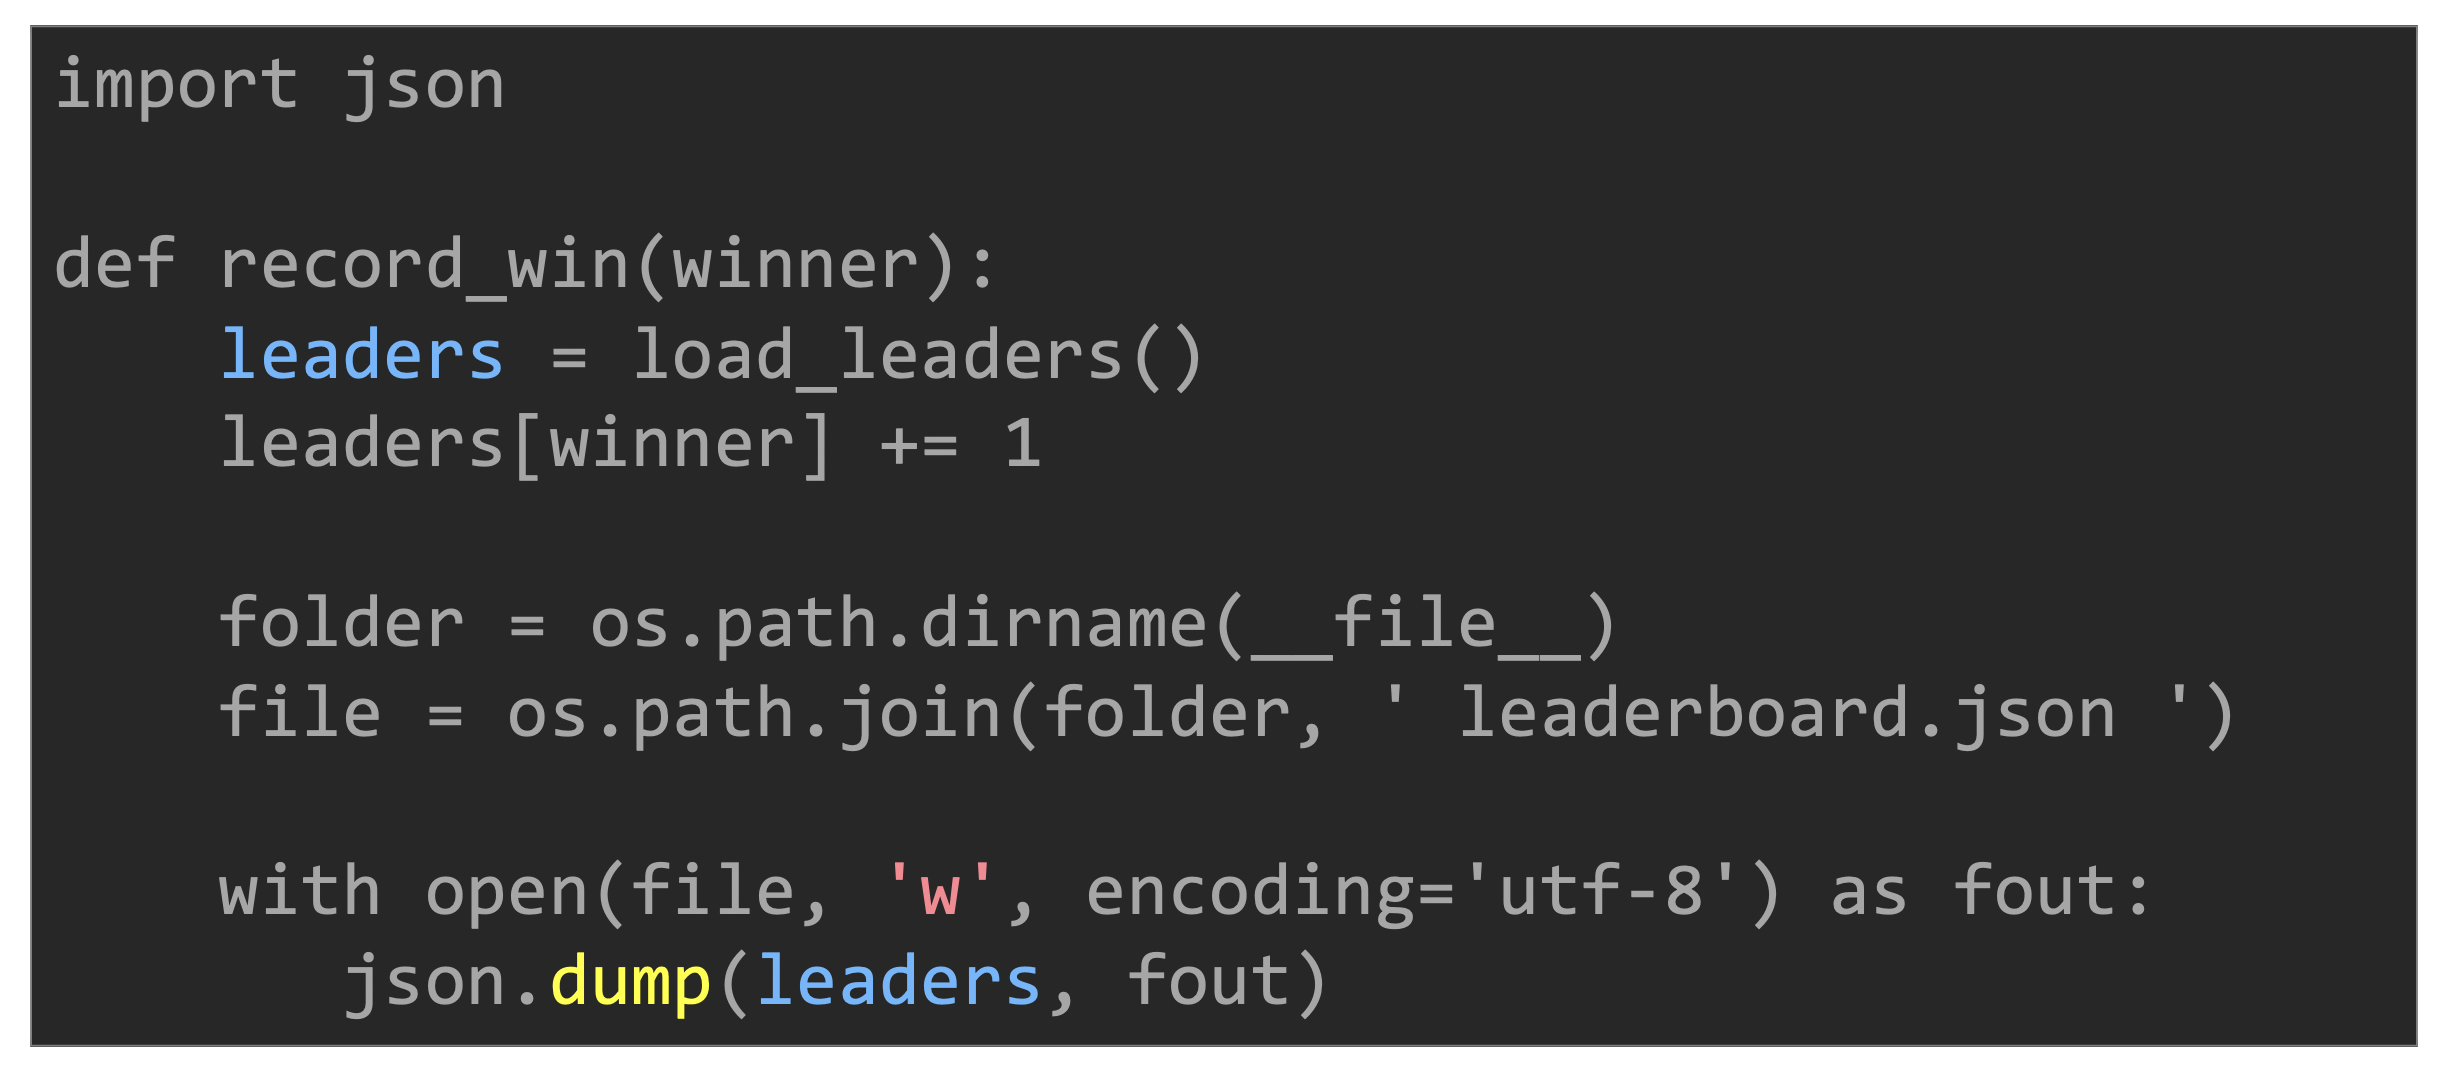 import json

def record_win(winner):
    leaders = load_leaders()
    leaders[winner] += 1

    folder = os.path.dirname(__file__)
    file = os.path.join(folder, ' leaderboard.json ')

    with open(file, 'w', encoding='utf-8') as fout:
        json.dump(leaders, fout)